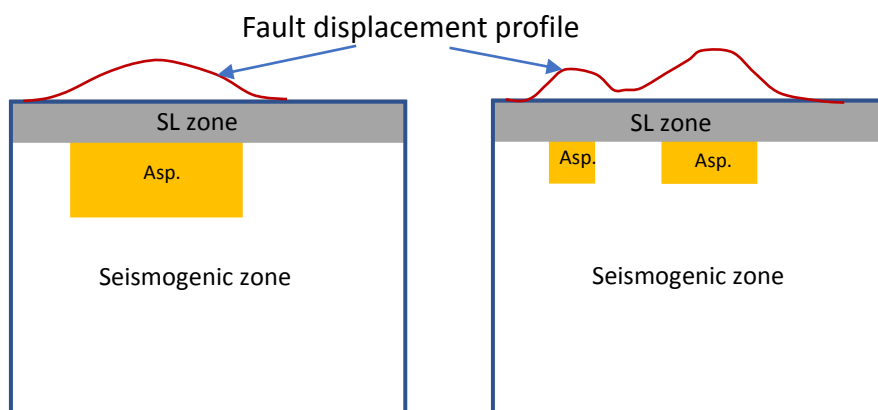 Fault displacement profile
SL zone
Asp.
Seismogenic zone
SL zone
Asp.
Asp.
Seismogenic zone